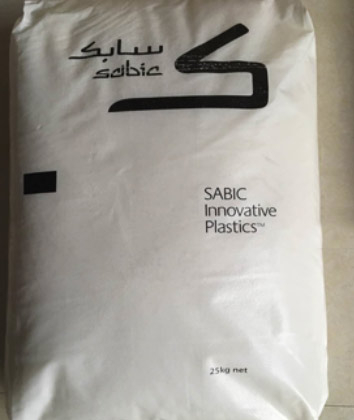 سابك
sabic
SABIC
Innovative
Plastics™
25kg net